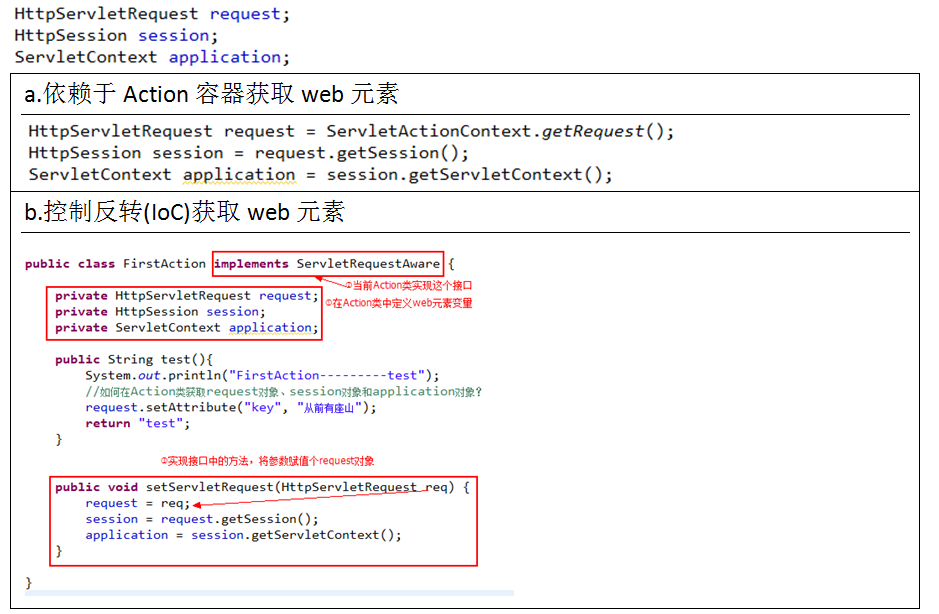 HttpServletRequest request;
HttpSession session;
ServletContext application;
a.依赖于 Action 容器获取 web 元素
HttpServletRequest request = ServletActionContext.getRequest();
HttpSession session = request.getSession();
ServletContext application = session.getServletContext();
b.控制反转(IoC)获取 web 元素
public class FirstAction implements ServletRequestAware {
①当前Action类实现这个接口
private HttpServletRequest request;
①在Action类中定义web元素变量
private HttpSession session;
private ServletContext application;
public String test(){
System.out.println("FirstAction---------test");
//如何在Action类获取request对象、session对象和application对象?
request.setAttribute("key", "从前有座山");
return "test";
}
①实现接口中的方法，将参数赋值个request对象
public void setServletRequest(HttpServletRequest req) {
request = req;
session = request.getSession();
application = session.getServletContext();
}
}